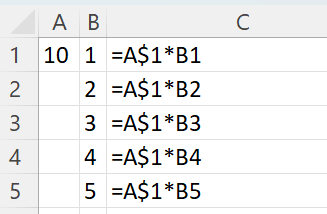 A B C
1 10 1 =A$1*B1
2 2 =A$1*B2
3 3 =A$1*B3
4 4 =A$1*B4
5 5 =A$1*B5